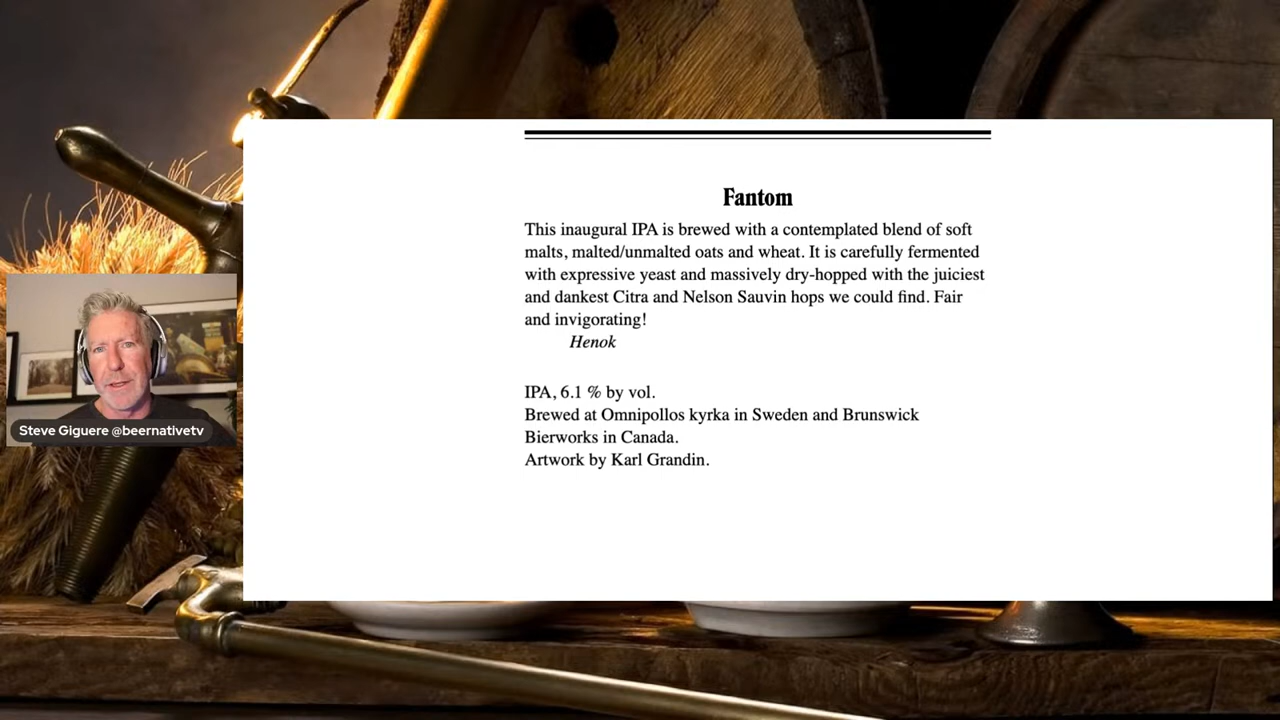 Fantom
This inaugural IPA is brewed with a contemplated blend of soft
malts, malted/unmalted oats and wheat. It is carefully fermented
with expressive yeast and massively dry-hopped with the juiciest
and dankest Citra and Nelson Sauvin hops we could find. Fair
and invigorating!
Henok
IPA, 6.1 % by vol.
Brewed at Omnipollos kyrka in Sweden and Brunswick
Bierworks in Canada.
Artwork by Karl Grandin.
Steve Giguere @beernativetv